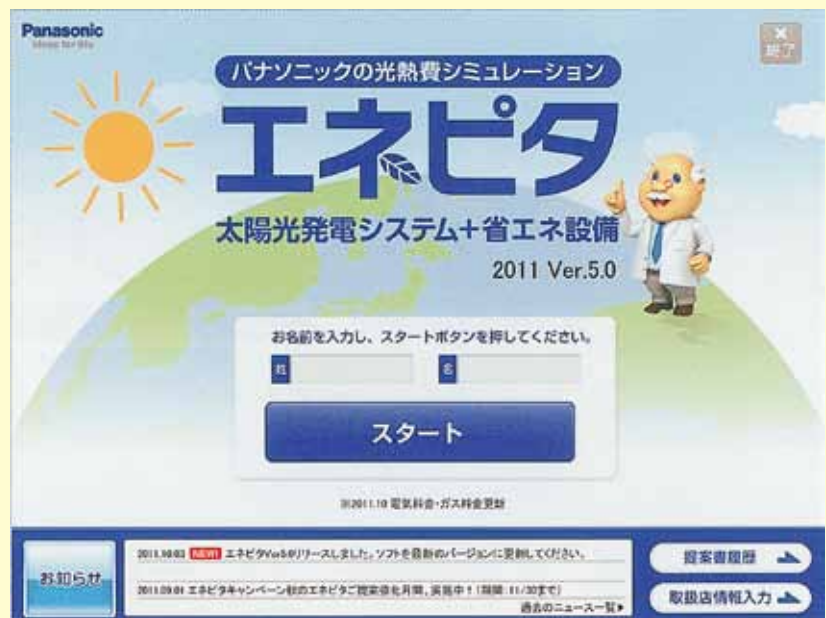 Panasonic
ideas for life
×
終了
パナソニックの光熱費シミュレーション
エネピタ
太陽光発電システム+省エネ設備
2011 Ver.5.0
お名前を入力し、スタートボタンを押してください。
姓 名
スタート
※2011.10 電気料金・ガス料金更新
お知らせ
2011.10.03 NEW! エネピタVer5.0リリースしました。ソフトを最新のバージョンに更新してください。
2011.09.01 エネピタキャンペーン秋のエネピタご提案強化月間、実施中！(期間：11/30まで)
過去のニュース一覧
提案書履歴
取扱店情報入力